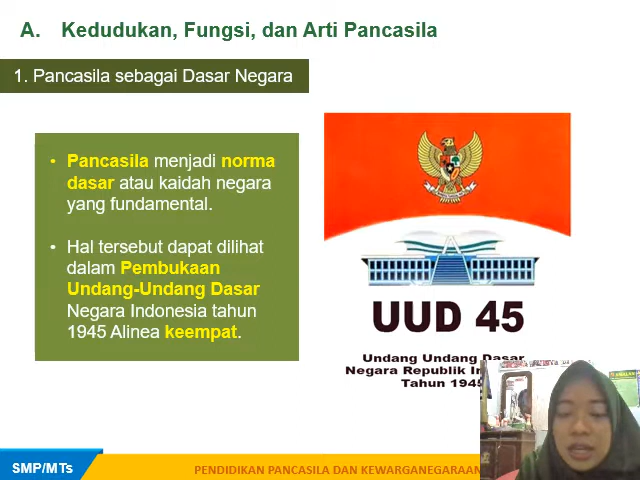 A. Kedudukan, Fungsi, dan Arti Pancasila
1. Pancasila sebagai Dasar Negara
• Pancasila menjadi norma
dasar atau kaidah negara
yang fundamental.
• Hal tersebut dapat dilihat
dalam Pembukaan
Undang-Undang Dasar
Negara Indonesia tahun
1945 Alinea keempat.
UUD 45
Undang Undang Dasar
Negara Republik In
Tahun 1945
SMP/MTs
PENDIDIKAN PANCASILA DAN KEWARGANEGARAAN